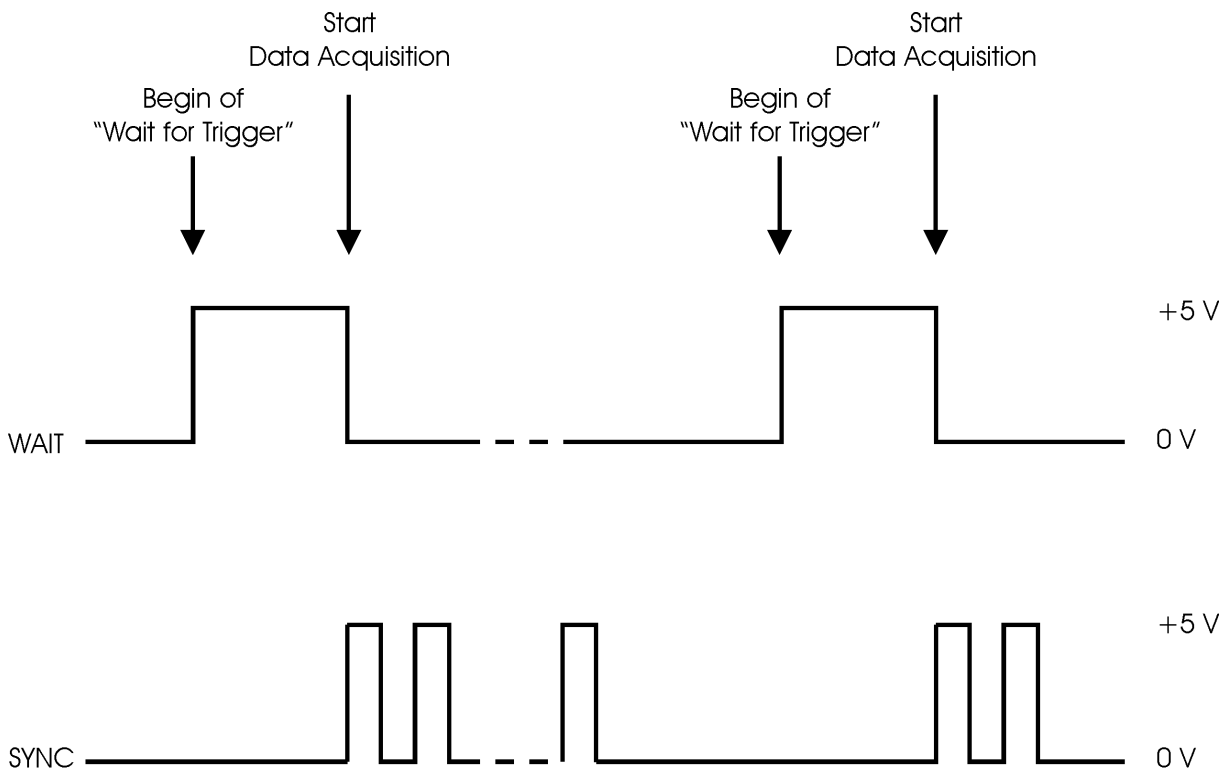 Start
Data Acquisition
Start
Data Acquisition
Begin of
“Wait for Trigger”
Begin of
“Wait for Trigger”
+5 V
WAIT
0 V
+5 V
SYNC
0 V